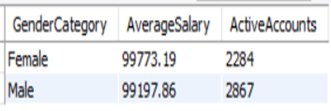 GenderCategory AverageSalary ActiveAccounts
Female 99773.19 2284
Male 99197.86 2867